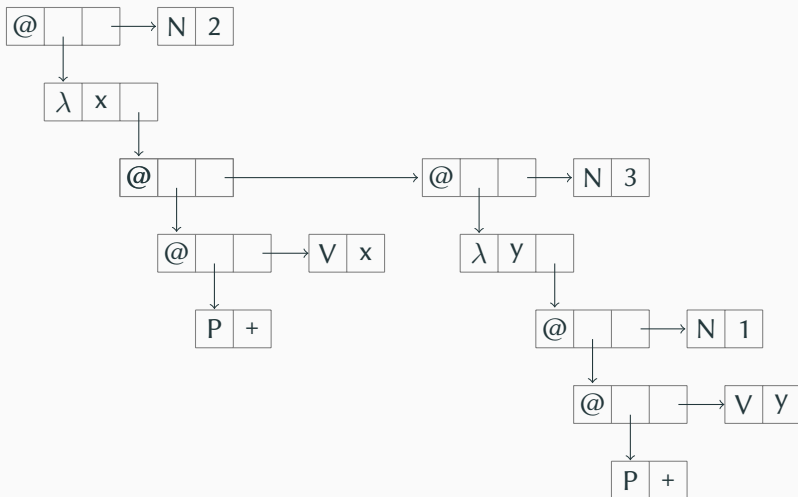 @ N 2
λ x
@ @ N 3
@ V x λ y
P + @ N 1
@ V y
P +